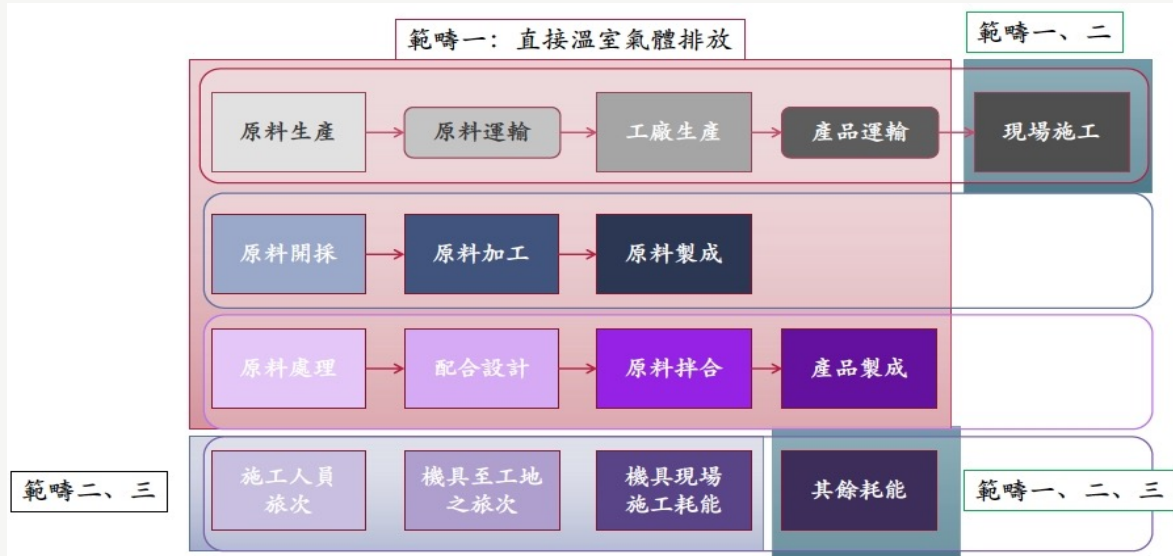 範疇一：直接溫室氣體排放
範疇一、二
原料生產
原料運輸
工廠生產
產品運輸
現場施工
原料開採
原料加工
原料製成
原料處理
配合設計
原料拌合
產品製成
範疇二、三
施工人員
旅次
機具至工地
之旅次
機具現場
施工耗能
其餘耗能
範疇一、二、三